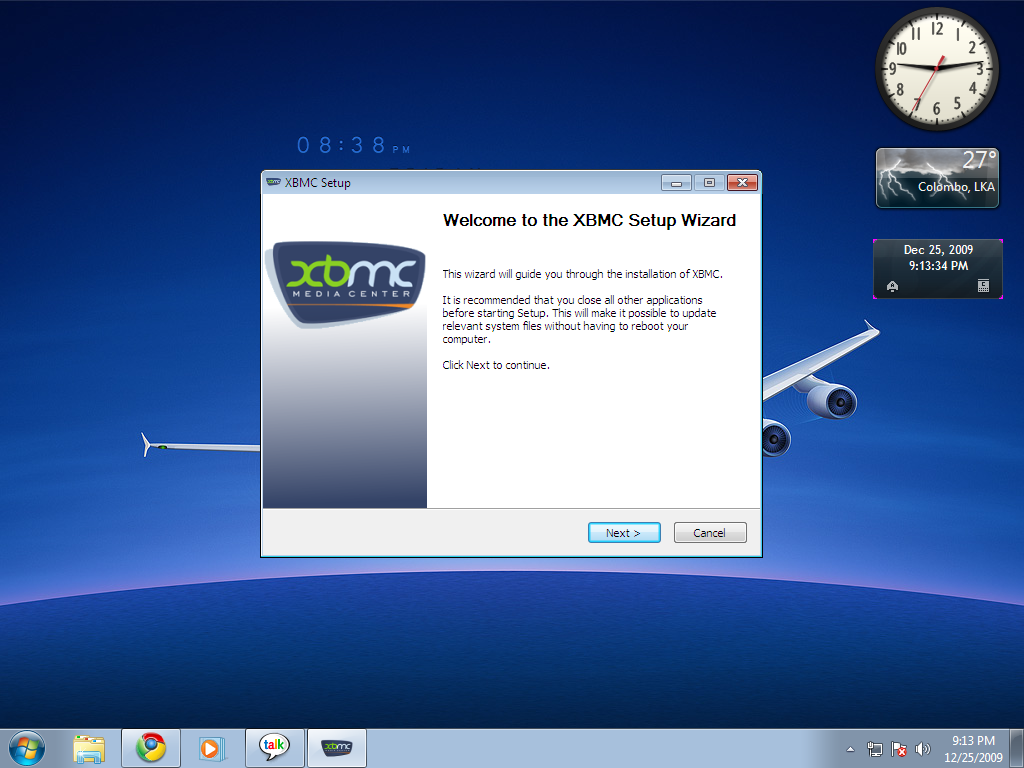 12
11
1
10
2
9
3
8
4
7
5
6
27°
Colombo, LKA
Dec 25, 2009
9:13:34 PM
08:38 PM
XBMC Setup
Welcome to the XBMC Setup Wizard
xbmc
MEDIA CENTER
This wizard will guide you through the installation of XBMC.
It is recommended that you close all other applications
before starting Setup. This will make it possible to update
relevant system files without having to reboot your
computer.
Click Next to continue.
Next >
Cancel
talk
xbmc
9:13 PM
12/25/2009